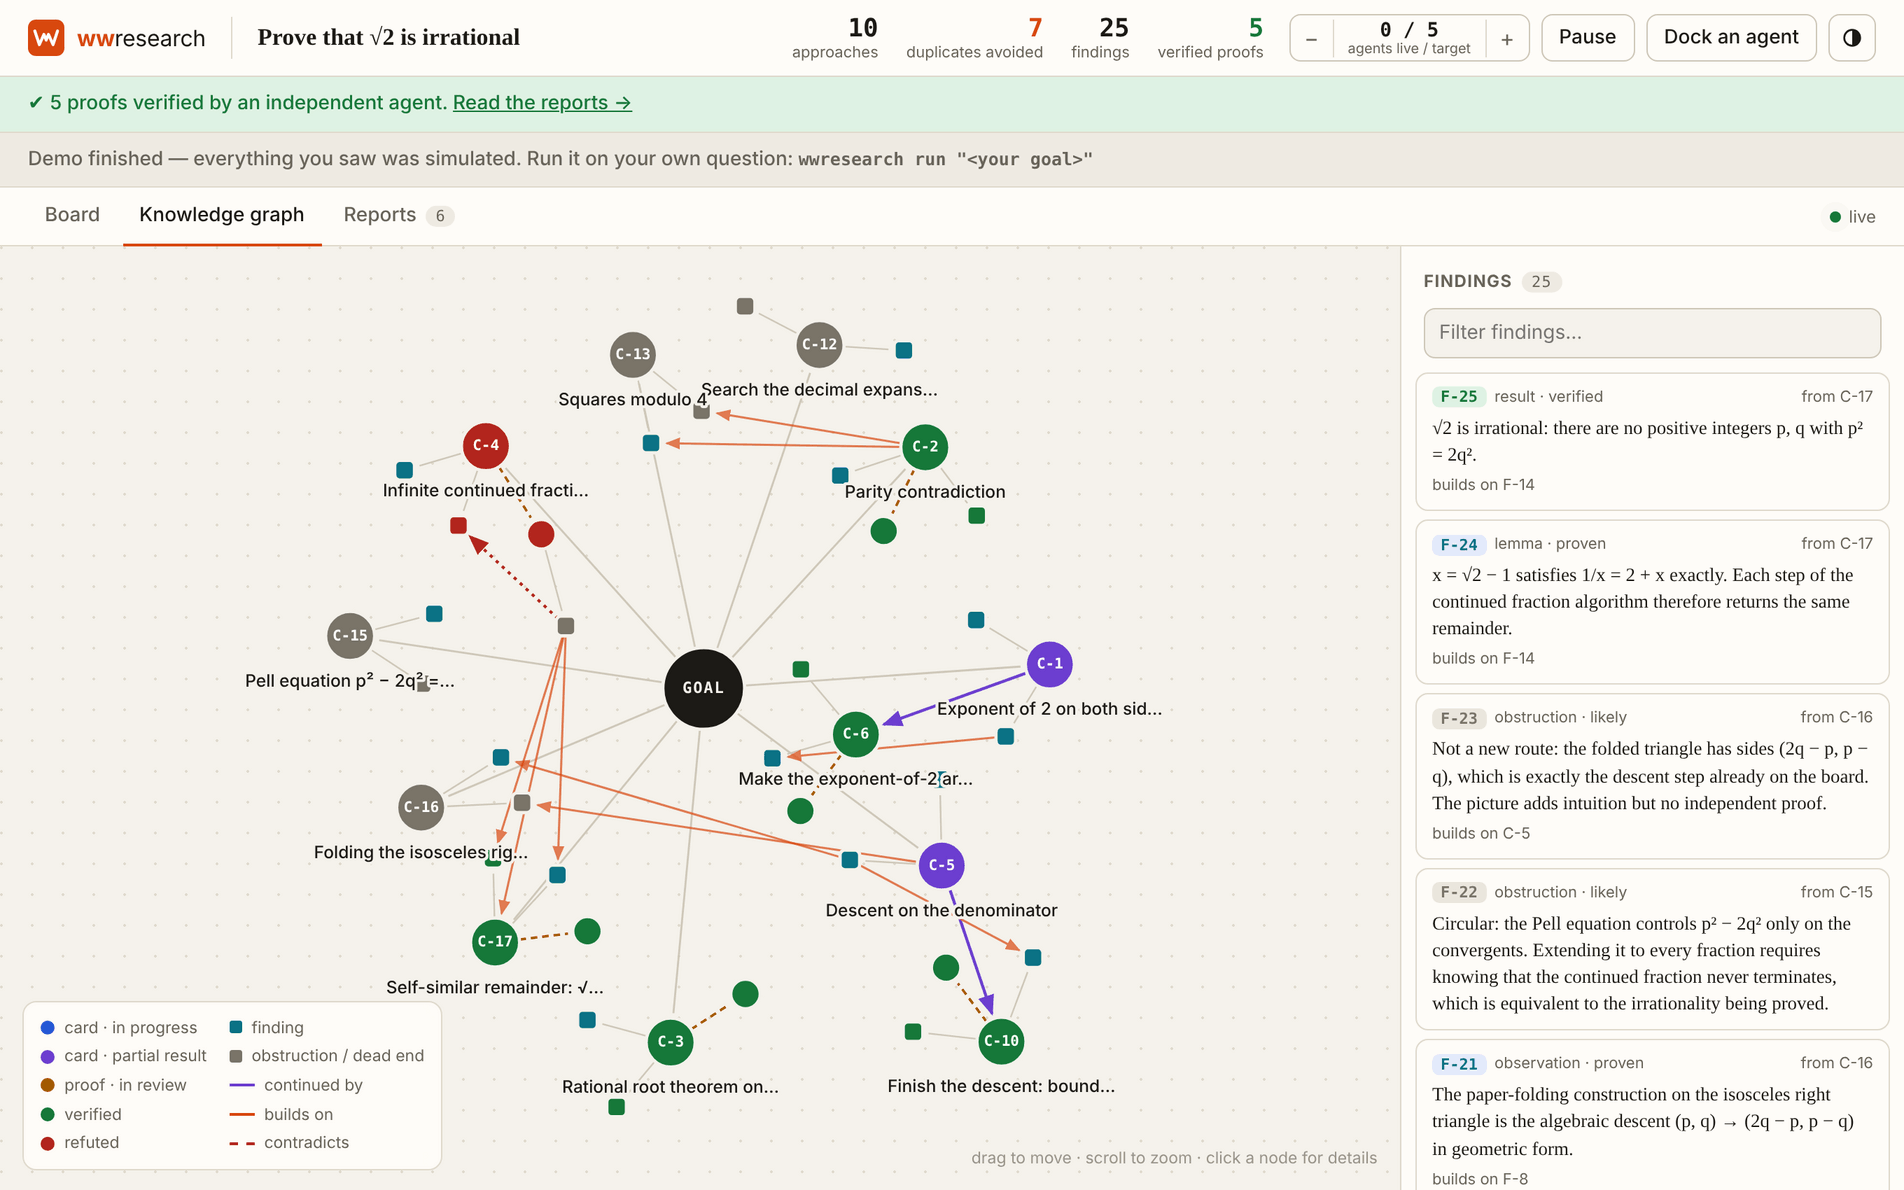 wwresearch
Prove that √2 is irrational
10
approaches
7
duplicates avoided
25
findings
5
verified proofs
−
0 / 5
agents live / target
+
Pause
Dock an agent
✔ 5 proofs verified by an independent agent. Read the reports →
Demo finished — everything you saw was simulated. Run it on your own question: wwresearch run "<your goal>"
Board
Knowledge graph
Reports 6
live
C-13
Squares modulo 4
C-12
Search the decimal expans…
C-4
Infinite continued fracti…
C-2
Parity contradiction
C-15
Pell equation p² − 2q² =…
GOAL
C-1
Exponent of 2 on both sid…
C-6
Make the exponent-of-2 ar…
C-16
Folding the isosceles rig…
C-5
Descent on the denominator
C-17
Self-similar remainder: √…
C-3
Rational root theorem on…
C-10
Finish the descent: bound…
card · in progress
card · partial result
proof · in review
verified
refuted
finding
obstruction / dead end
continued by
builds on
contradicts
drag to move · scroll to zoom · click a node for details
FINDINGS 25
Filter findings…
F-25 result · verified from C-17
√2 is irrational: there are no positive integers p, q with p²
= 2q².
builds on F-14
F-24 lemma · proven from C-17
x = √2 − 1 satisfies 1/x = 2 + x exactly. Each step of the
continued fraction algorithm therefore returns the same
remainder.
builds on F-14
F-23 obstruction · likely from C-16
Not a new route: the folded triangle has sides (2q − p, p −
q), which is exactly the descent step already on the board.
The picture adds intuition but no independent proof.
builds on C-5
F-22 obstruction · likely from C-15
Circular: the Pell equation controls p² − 2q² only on the
convergents. Extending it to every fraction requires
knowing that the continued fraction never terminates,
which is equivalent to the irrationality being proved.
F-21 observation · proven from C-16
The paper-folding construction on the isosceles right
triangle is the algebraic descent (p, q) → (2q − p, p − q)
in geometric form.
builds on F-8